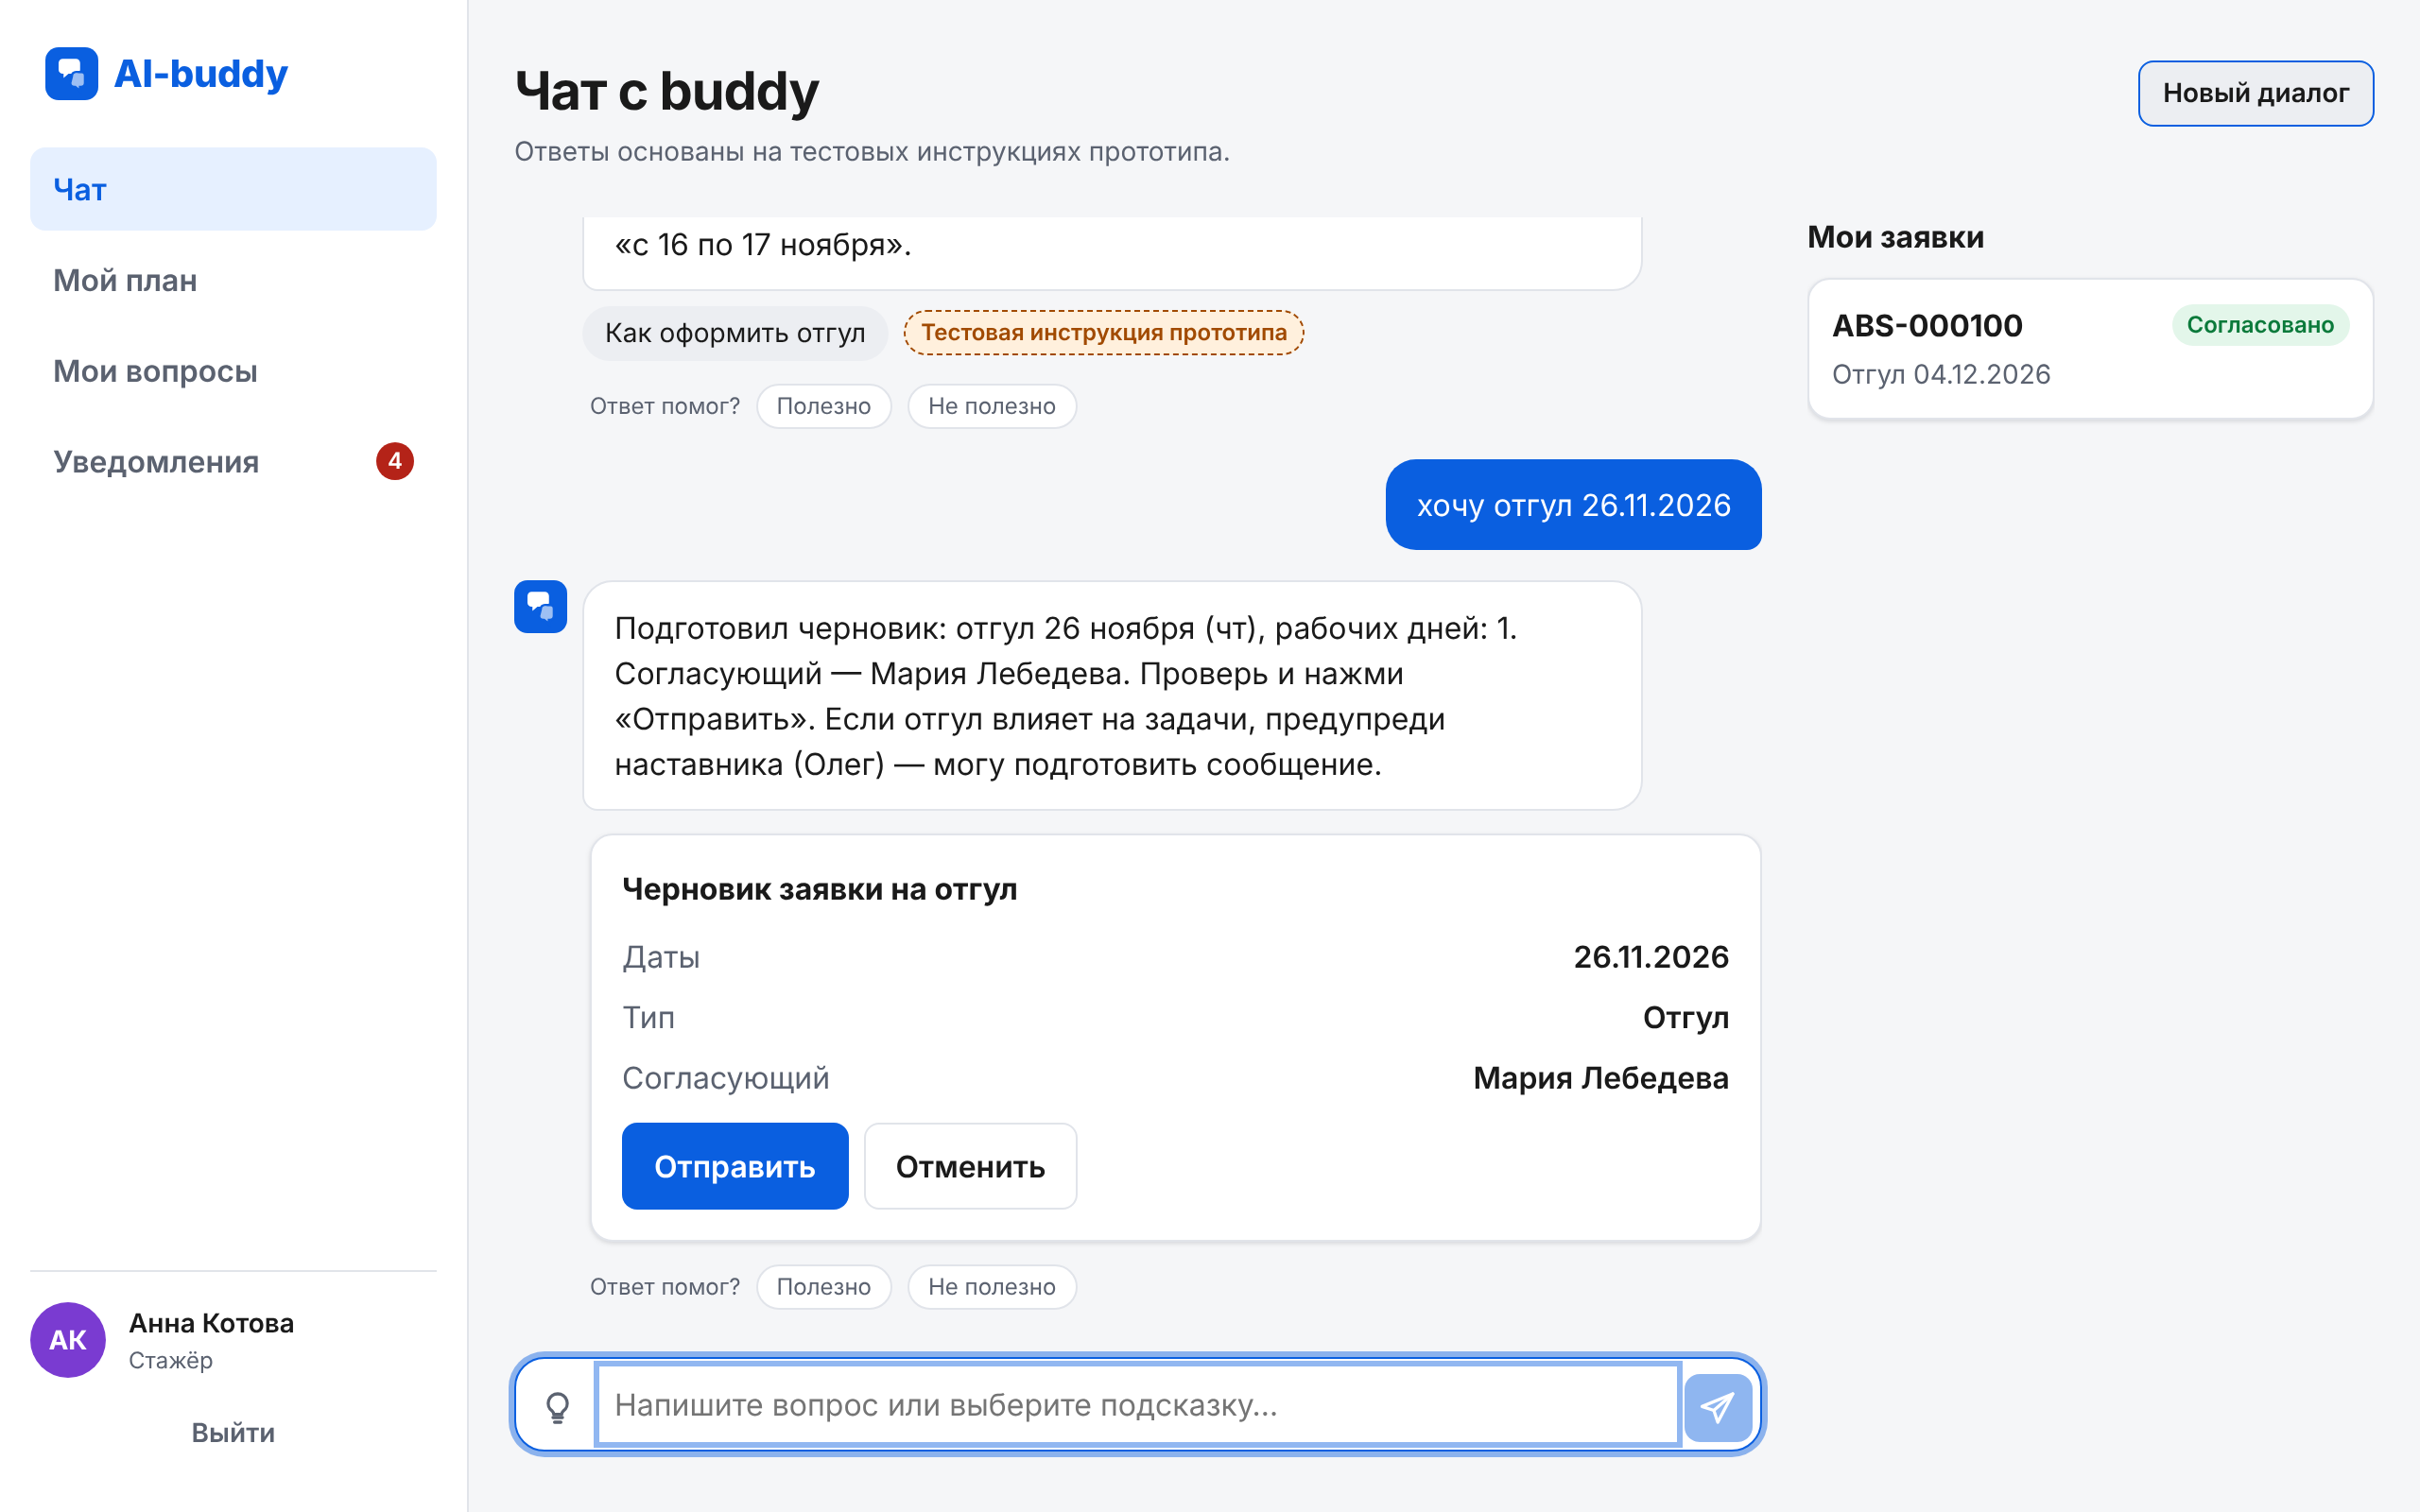 AI-buddy
Чат
Мой план
Мои вопросы
Уведомления
4
Анна Котова
АК
Стажёр
Выйти
Чат с buddy
Новый диалог
Ответы основаны на тестовых инструкциях прототипа.
«с 16 по 17 ноября».
Как оформить отгул
Тестовая инструкция прототипа
Ответ помог?
Полезно
Не полезно
хочу отгул 26.11.2026
Подготовил черновик: отгул 26 ноября (чт), рабочих дней: 1.
Согласующий — Мария Лебедева. Проверь и нажми
«Отправить». Если отгул влияет на задачи, предупреди
наставника (Олег) — могу подготовить сообщение.
Черновик заявки на отгул
Даты 26.11.2026
Тип Отгул
Согласующий Мария Лебедева
Отправить
Отменить
Ответ помог?
Полезно
Не полезно
Напишите вопрос или выберите подсказку...
Мои заявки
ABS-000100
Согласовано
Отгул 04.12.2026